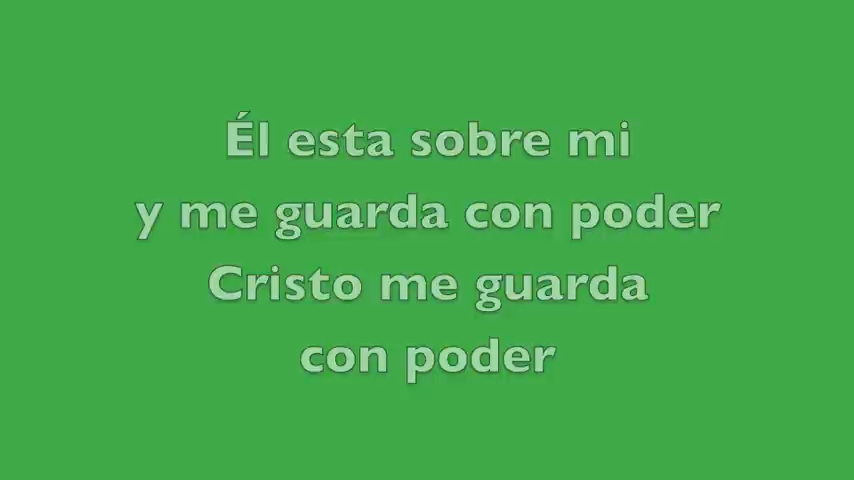 Él esta sobre mi
y me guarda con poder
Cristo me guarda
con poder